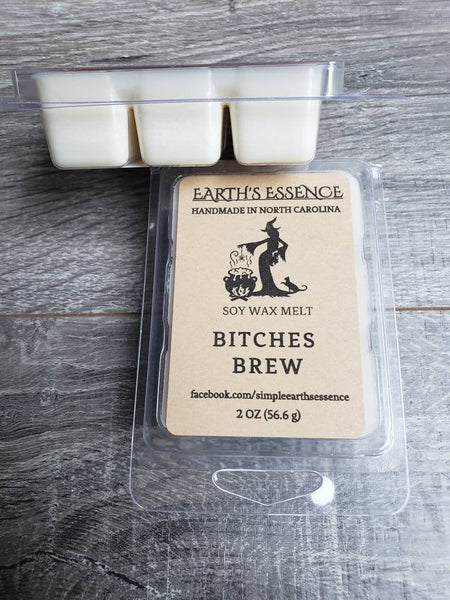 EARTH'S ESSENCE
HANDMADE IN NORTH CAROLINA
SOY WAX MELT
BITCHES
BREW
facebook.com/simpleearthsessence
2 OZ (56.6 g)